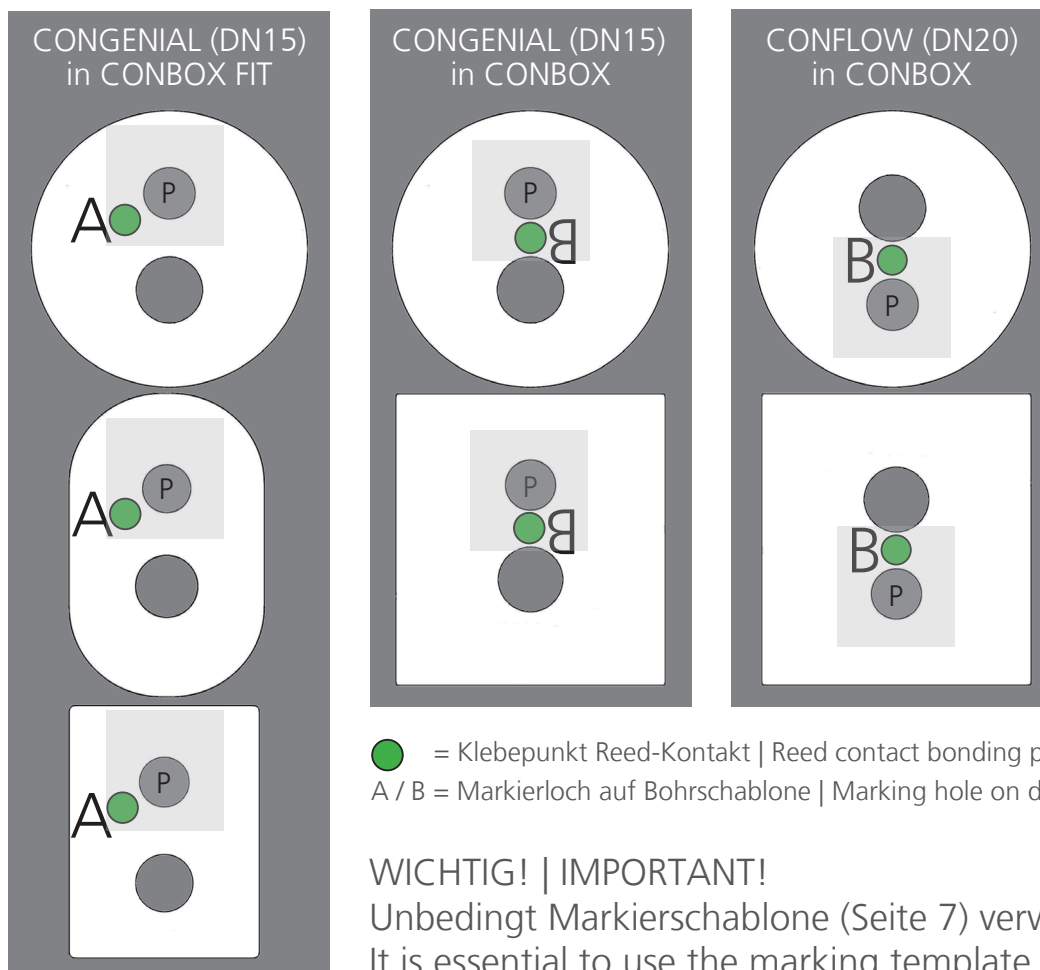 CONGENIAL (DN15)
in CONBOX FIT
A
P
A
P
A
P
CONGENIAL (DN15)
in CONBOX
P
B
P
B
CONFLOW (DN20)
in CONBOX
B
P
B
P
= Klebepunkt Reed-Kontakt | Reed contact bonding
A / B = Markierloch auf Bohrschablone | Marking hole on
WICHTIG! | IMPORTANT!
Unbedingt Markierschablone (Seite 7)
It is essential to use the marking template